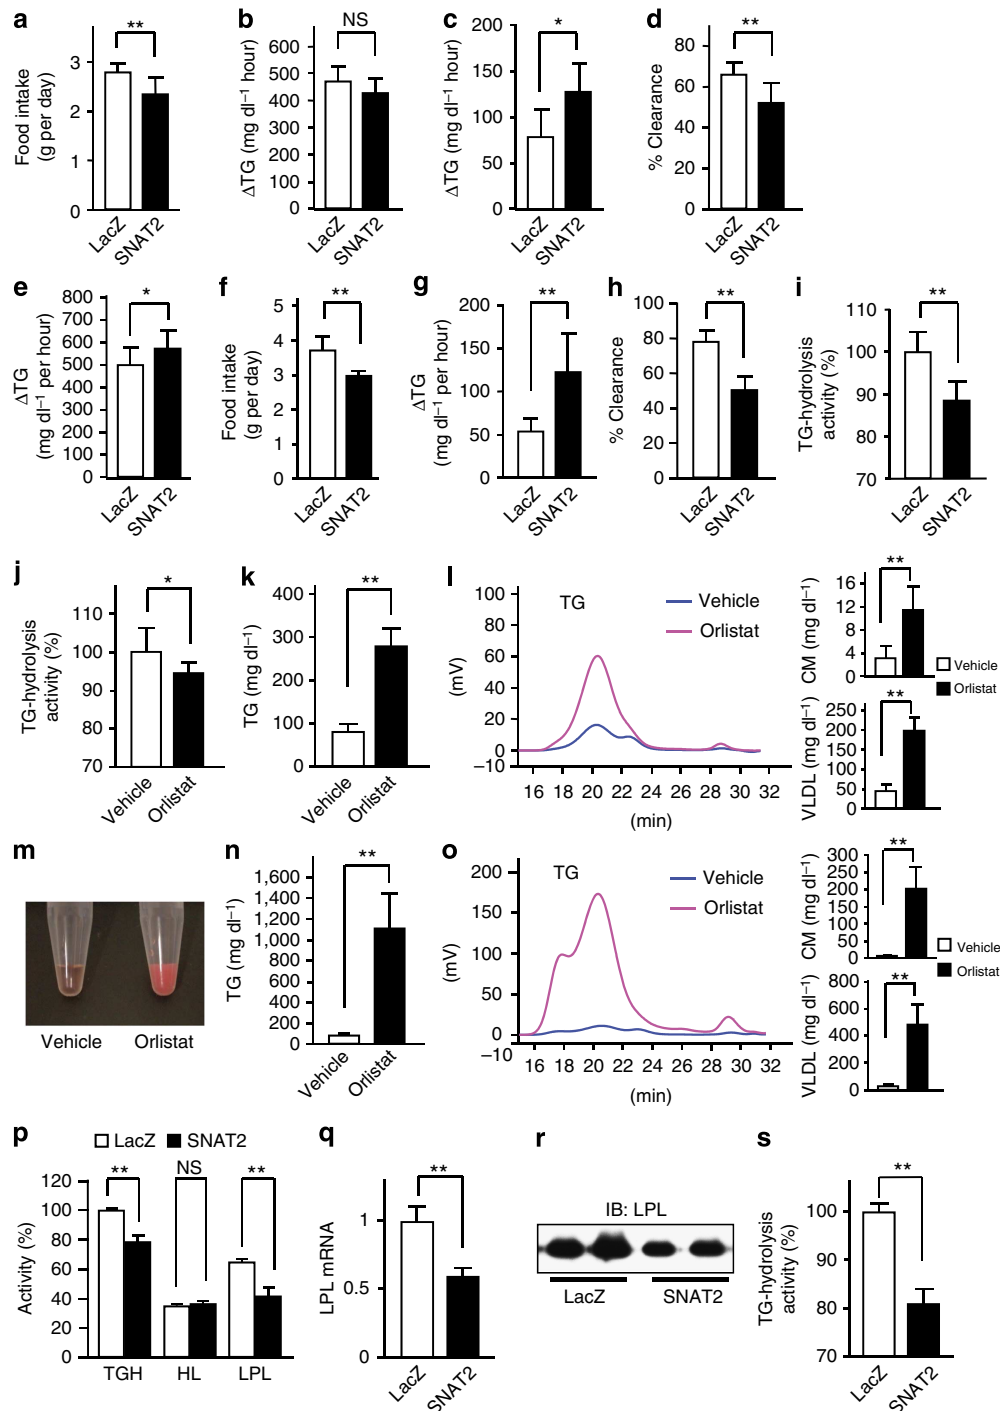 a
Food intake
(g per day)
3
2
1
0
**
LacZ
SNAT2
b
ΔTG (mg dl⁻¹ hour)
600
500
400
300
200
100
0
NS
LacZ
SNAT2
c
ΔTG (mg dl⁻¹ hour)
200
150
100
50
0
*
LacZ
SNAT2
d
% Clearance
80
60
40
20
0
**
LacZ
SNAT2
e
ΔTG
(mg dl⁻¹ per hour)
800
700
600
500
400
300
200
100
0
*
LacZ
SNAT2
f
Food intake
(g per day)
5
4
3
2
1
0
**
LacZ
SNAT2
g
ΔTG
(mg dl⁻¹ per hour)
200
150
100
50
0
**
LacZ
SNAT2
h
% Clearance
80
60
40
20
0
**
LacZ
SNAT2
i
TG-hydrolysis
activity (%)
100
90
80
70
**
LacZ
SNAT2
j
TG-hydrolysis
activity (%)
110
100
90
80
70
*
Vehicle
Orlistat
k
TG (mg dl⁻¹)
400
300
200
100
0
**
Vehicle
Orlistat
l
(mV)
100
80
60
40
20
0
−10
TG
Vehicle
Orlistat
16 18 20 22 24 26 28 30 32
(min)
CM (mg dl⁻¹)
16
12
8
4
0
**
Vehicle
Orlistat
VLDL (mg dl⁻¹)
250
200
150
100
50
0
**
m
Vehicle Orlistat
n
TG (mg dl⁻¹)
1,600
1,400
1,200
1,000
800
600
400
200
0
**
Vehicle
Orlistat
o
(mV)
200
150
100
50
0
−10
TG
Vehicle
Orlistat
16 18 20 22 24 26 28 30 32
(min)
CM (mg dl⁻¹)
300
250
200
150
100
50
0
**
Vehicle
Orlistat
VLDL (mg dl⁻¹)
800
600
400
200
0
**
p
LacZ SNAT2
Activity (%)
120
100
80
60
40
20
0
** NS **
TGH HL LPL
q
LPL mRNA
1
0.5
0
**
LacZ
SNAT2
r
IB: LPL
LacZ SNAT2
s
TG-hydrolysis
activity (%)
100
90
80
70
**
LacZ
SNAT2